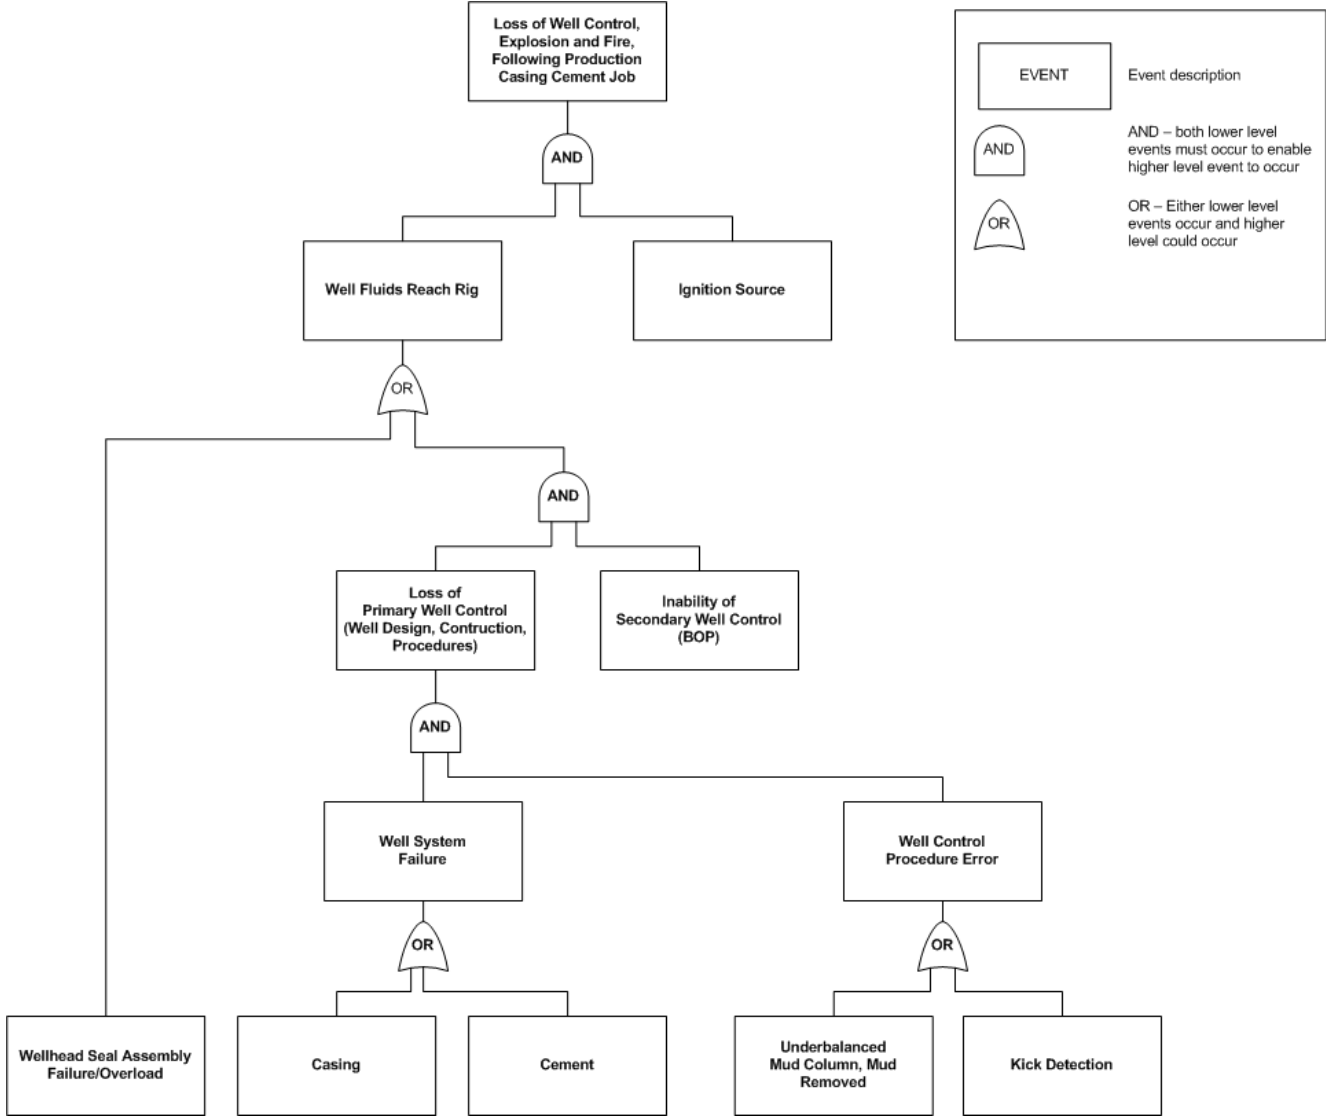 Loss of Well Control,
Explosion and Fire,
Following Production
Casing Cement Job
EVENT
Event description
AND
AND – both lower level
events must occur to enable
higher level event to occur
OR
OR – Either lower level
events occur and higher
level could occur
AND
Well Fluids Reach Rig
Ignition Source
OR
AND
Loss of
Primary Well Control
(Well Design, Contruction,
Procedures)
Inability of
Secondary Well Control
(BOP)
AND
Well System
Failure
Well Control
Procedure Error
OR
OR
Wellhead Seal Assembly
Failure/Overload
Casing
Cement
Underbalanced
Mud Column, Mud
Removed
Kick Detection